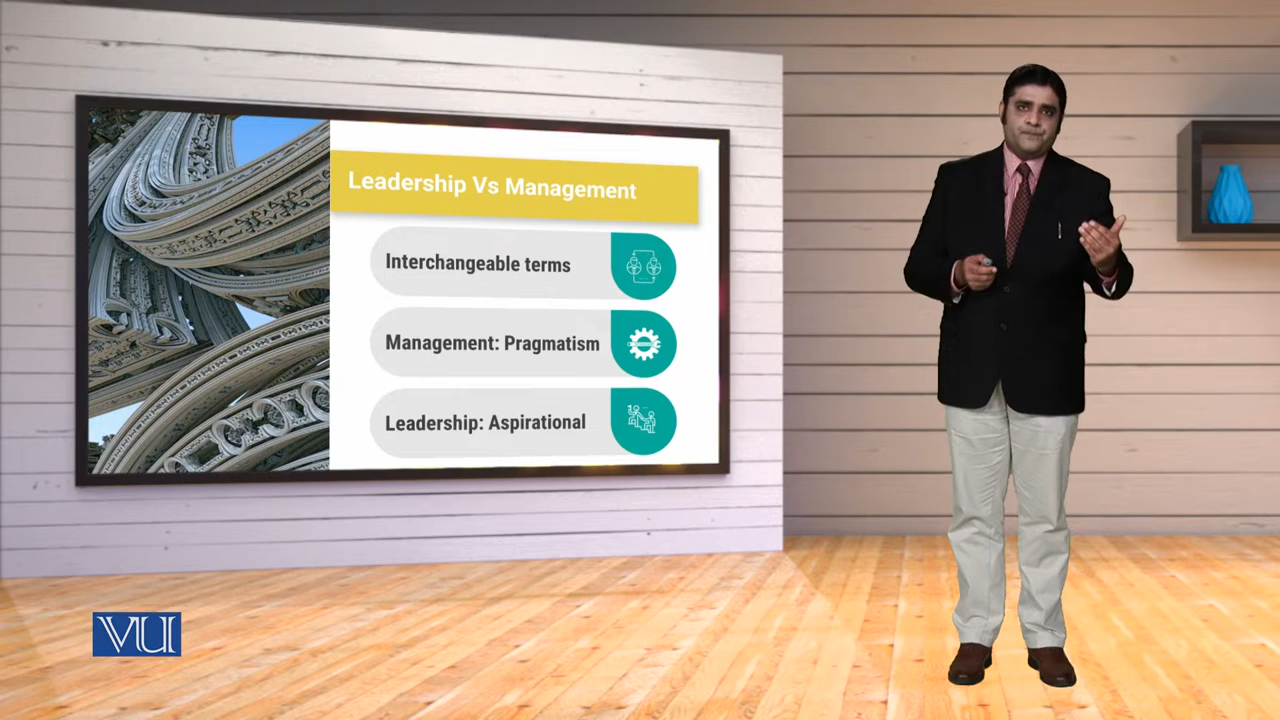 Leadership Vs Management
Interchangeable terms
Management: Pragmatism
Leadership: Aspirational
VU